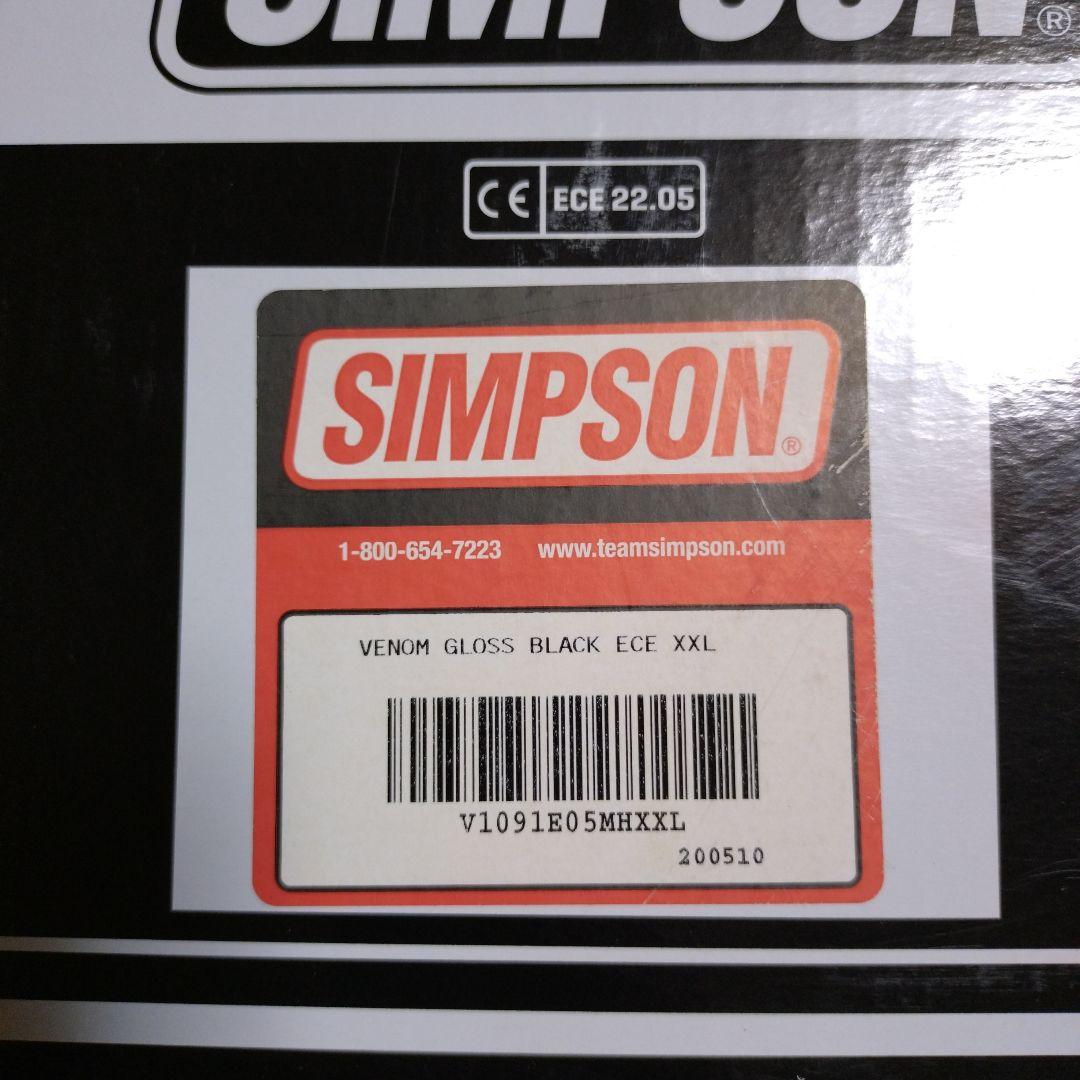 SIMPSON®
CE ECE 22.05
SIMPSON®
1-800-654-7223 www.teamsimpson.com
VENOM GLOSS BLACK ECE XXL
V1091E05MHXXL
200510